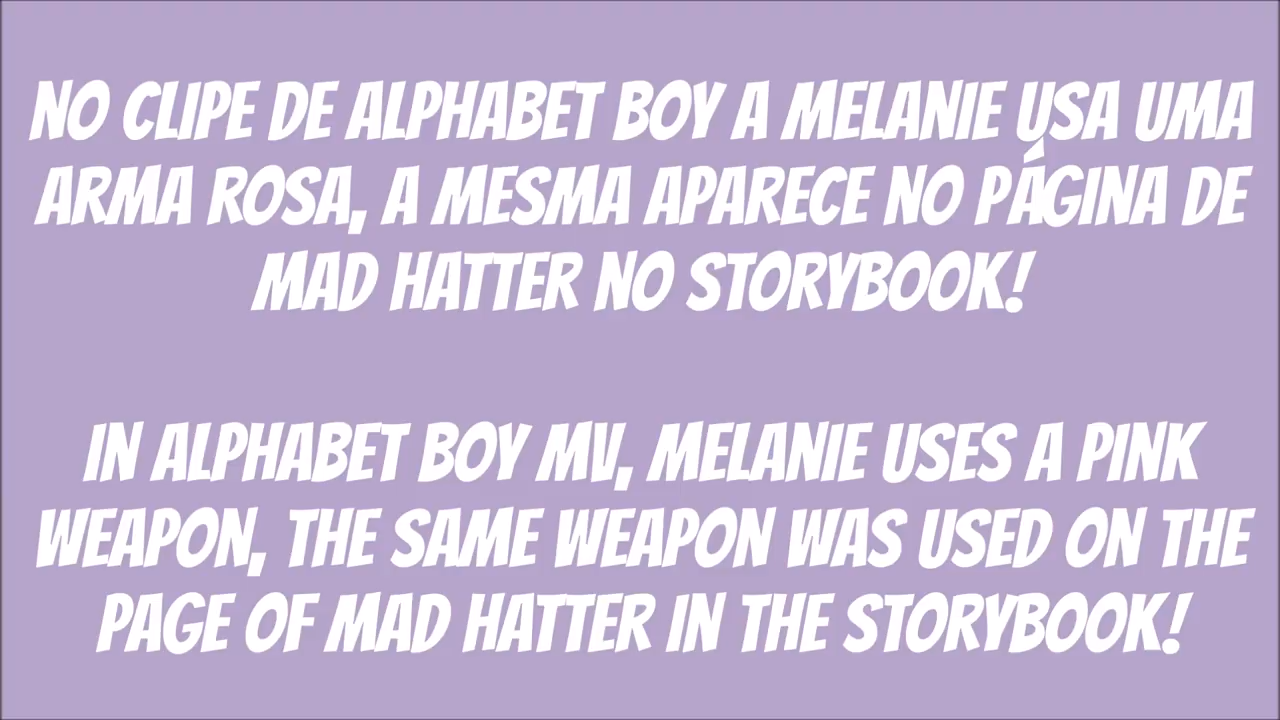 NO CLIPE DE ALPHABET BOY A MELANIE USA UMA
ARMA ROSA, A MESMA APARECE NO PÁGINA DE
MAD HATTER NO STORYBOOK!
IN ALPHABET BOY MV, MELANIE USES A PINK
WEAPON, THE SAME WEAPON WAS USED ON THE
PAGE OF MAD HATTER IN THE STORYBOOK!